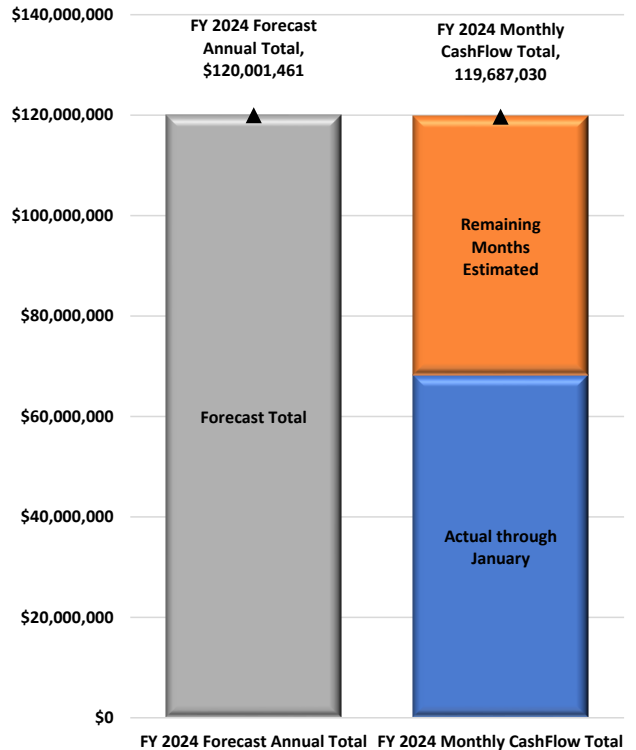 $140,000,000
FY 2024 Forecast
Annual Total,
$120,001,461
FY 2024 Monthly
CashFlow Total,
119,687,030
$120,000,000
$100,000,000
Remaining
Months
Estimated
$80,000,000
$60,000,000
Forecast Total
$40,000,000
Actual through
January
$20,000,000
$0
FY 2024 Forecast Annual Total
FY 2024 Monthly CashFlow Total